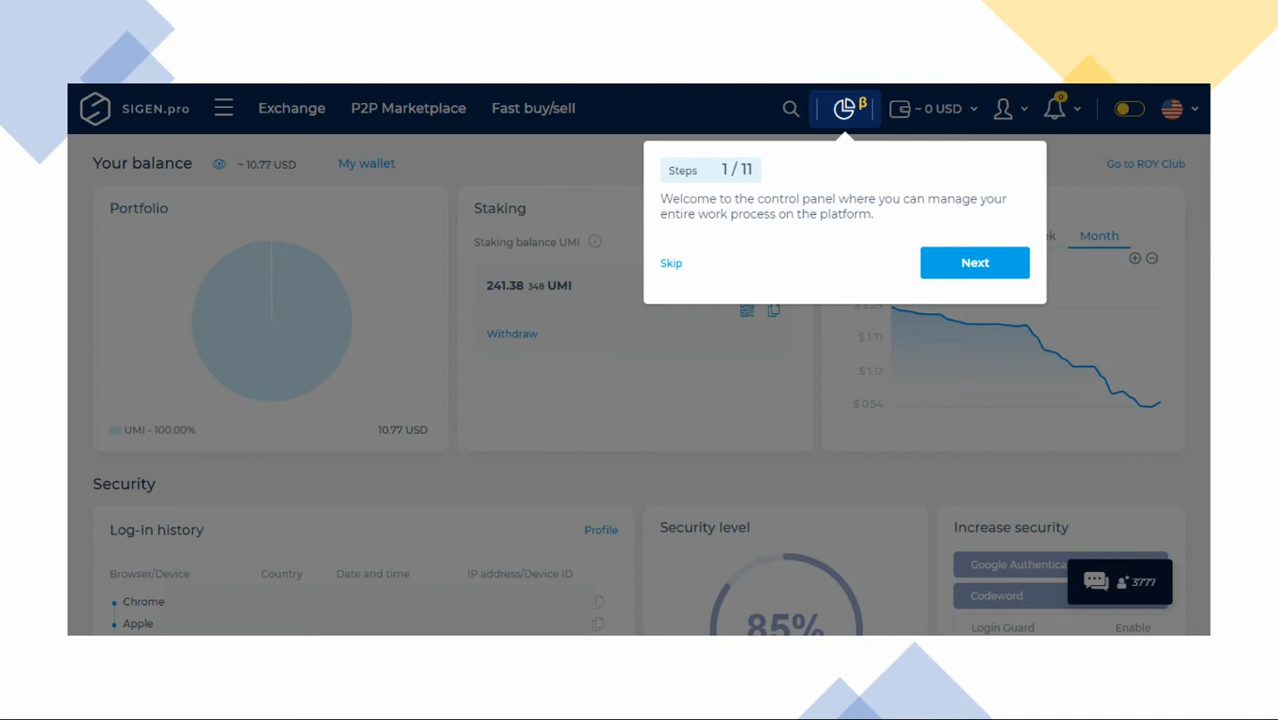 SIGEN.pro
Exchange
P2P Marketplace
Fast buy/sell
β
~ 0 USD
0
Your balance
~ 10.77 USD
My wallet
Go to ROY Club
Steps 1 / 11
Welcome to the control panel where you can manage your
entire work process on the platform.
Skip
Next
Portfolio
UMI - 100.00%
10.77 USD
Staking
Staking balance UMI
241.38 348 UMI
Withdraw
Month
$ 1.71
$ 1.12
$ 0.54
Security
Log-in history
Profile
Browser/Device
Country
Date and time
IP address/Device ID
Chrome
Apple
Security level
85%
Increase security
Google Authentica
Codeword
3777
Login Guard
Enable